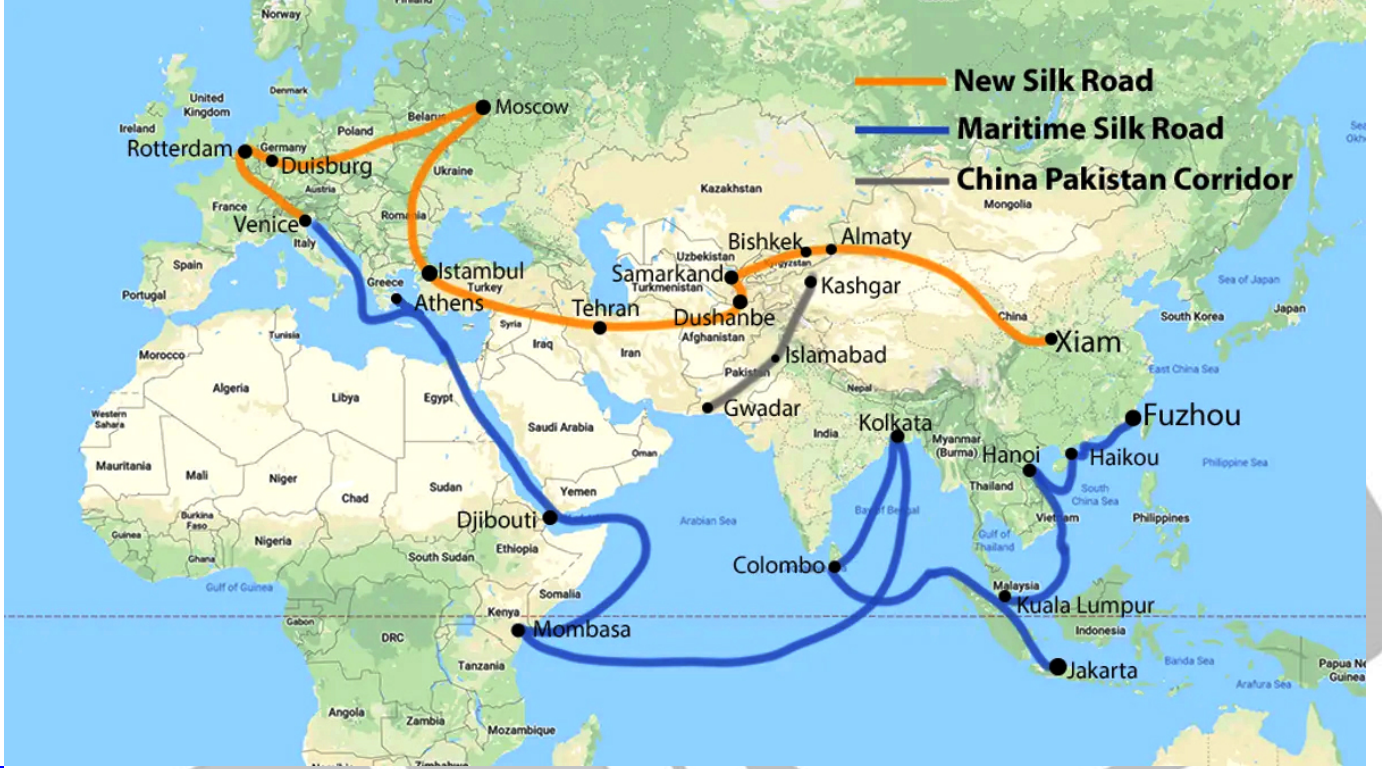 Norway
Finland
New Silk Road
Maritime Silk Road
China Pakistan Corridor
Denmark
United
Kingdom
Moscow
Belarus
Ireland
Poland
Rotterdam
Germany
Duisburg
Ukraine
Austria
Kazakhstan
Mongolia
France
Romania
Venice
Italy
Bishkek
Almaty
Uzbekistan
Kyrgyzstan
Spain
Istambul
Samarkand
Turkmenistan
Greece
Turkey
Kashgar
Sea of Japan
Portugal
Athens
Tehran
Dushanbe
China
South Korea
Japan
Tunisia
Syria
Afghanistan
Xiam
Iraq
Iran
Islamabad
Morocco
Pakistan
East China Sea
Algeria
Libya
Egypt
Nepal
Gwadar
Fuzhou
Western
Sahara
Saudi Arabia
Kolkata
India
Myanmar
(Burma)
Hanoi
Haikou
Oman
Philippine Sea
Mauritania
Mali
Niger
Chad
Sudan
Yemen
Thailand
South
China Sea
Burkina
Faso
Djibouti
Arabian Sea
Bay of Bengal
Vietnam
Philippines
Guinea
Nigeria
Ghana
Ethiopia
South Sudan
Gulf of
Thailand
Colombo
Gulf of Guinea
Somalia
Malaysia
Kuala Lumpur
Kenya
Gabon
Mombasa
Indonesia
DRC
Tanzania
Jakarta
Banda Sea
Papua Ne
Guinea
Arafura Sea
Angola
Zambia
Mozambique